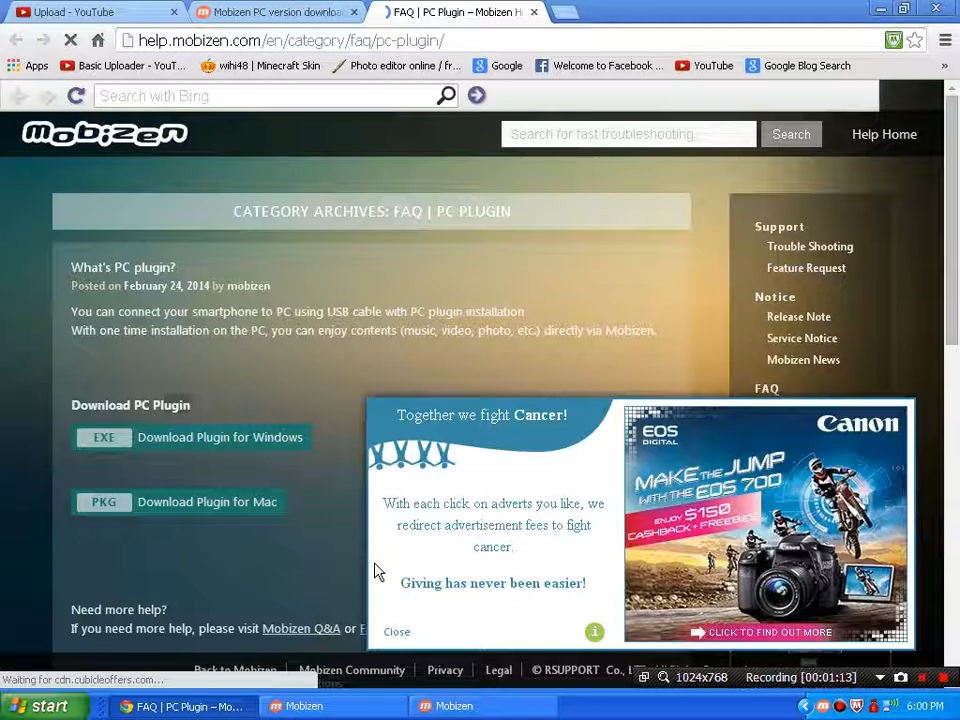 Upload - YouTube
Mobizen PC version downlo
FAQ | PC Plugin – Mobizen H
help.mobizen.com/en/category/faq/pc-plugin/
Apps
Basic Uploader - YouT...
wihi48 | Minecraft Skin
Photo editor online / fr...
Google
Welcome to Facebook ...
YouTube
Google Blog Search
»
Search with Bing
mobizen
Search for fast troubleshooting.
Search
Help Home
CATEGORY ARCHIVES: FAQ | PC PLUGIN
What's PC plugin?
Posted on February 24, 2014 by mobizen
You can connect your smartphone to PC using USB cable with PC plugin installation
With one time installation on the PC, you can enjoy contents (music, video, photo, etc.) directly via Mobizen.
Download PC Plugin
EXE Download Plugin for Windows
PKG Download Plugin for Mac
Need more help?
If you need more help, please visit Mobizen Q&A or F
Support
Trouble Shooting
Feature Request
Notice
Release Note
Service Notice
Mobizen News
FAQ
Together we fight Cancer!
With each click on adverts you like, we
redirect advertisement fees to fight
cancer.
Giving has never been easier!
Close
i
EOS
DIGITAL
Canon
MAKE THE JUMP
WITH THE EOS 70D
ENJOY $150
CASHBACK + FREEBIES
Canon
CLICK TO FIND OUT MORE
Back to Mobizen
Mobizen Community
Privacy
Legal
© RSUPPORT Co.,
Waiting for cdn.cubicleoffers.com...
1024x768
Recording [00:01:13]
start
FAQ | PC Plugin – Mo...
Mobizen
Mobizen
6:00 PM